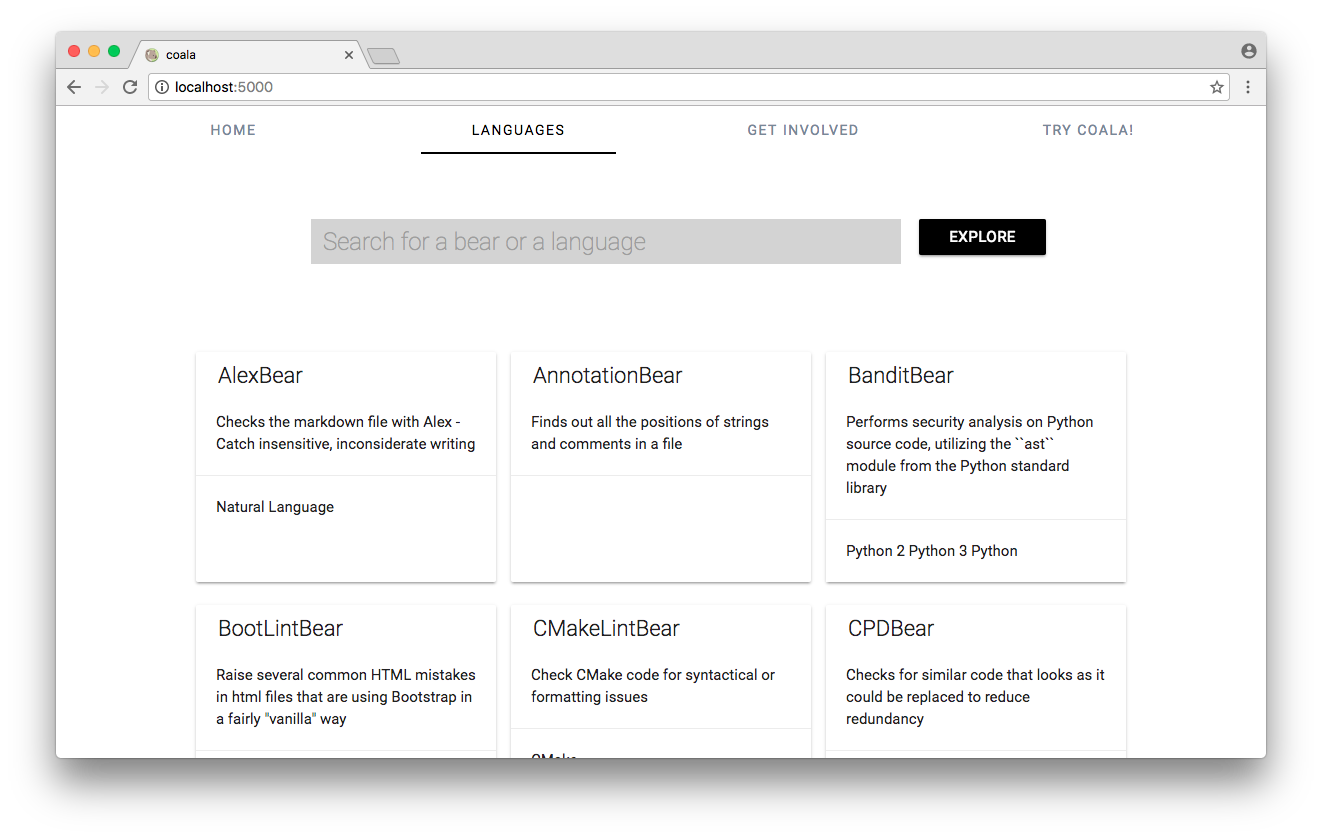 coala
localhost:5000
HOME
LANGUAGES
GET INVOLVED
TRY COALA!
Search for a bear or a language
EXPLORE
AlexBear
Checks the markdown file with Alex -
Catch insensitive, inconsiderate writing
Natural Language
AnnotationBear
Finds out all the positions of strings
and comments in a file
BanditBear
Performs security analysis on Python
source code, utilizing the ``ast``
module from the Python standard
library
Python 2 Python 3 Python
BootLintBear
Raise several common HTML mistakes
in html files that are using Bootstrap in
a fairly "vanilla" way
CMakeLintBear
Check CMake code for syntactical or
formatting issues
CMake
CPDBear
Checks for similar code that looks as it
could be replaced to reduce
redundancy